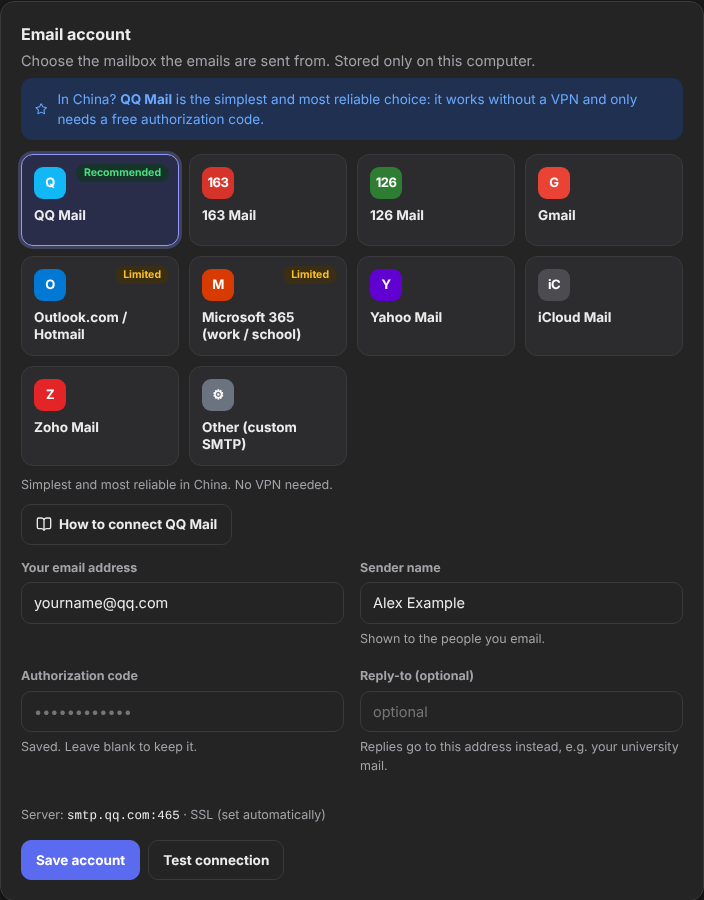 Email account
Choose the mailbox the emails are sent from. Stored only on this computer.
In China? QQ Mail is the simplest and most reliable choice: it works without a VPN and only
needs a free authorization code.
Q
Recommended
QQ Mail
163
163 Mail
126
126 Mail
G
Gmail
O
Limited
Outlook.com /
Hotmail
M
Limited
Microsoft 365
(work / school)
Y
Yahoo Mail
iC
iCloud Mail
Z
Zoho Mail
Other (custom
SMTP)
Simplest and most reliable in China. No VPN needed.
How to connect QQ Mail
Your email address
yourname@qq.com
Sender name
Alex Example
Shown to the people you email.
Authorization code
••••••••••••
Saved. Leave blank to keep it.
Reply-to (optional)
optional
Replies go to this address instead, e.g. your university
mail.
Server: smtp.qq.com:465 · SSL (set automatically)
Save account
Test connection